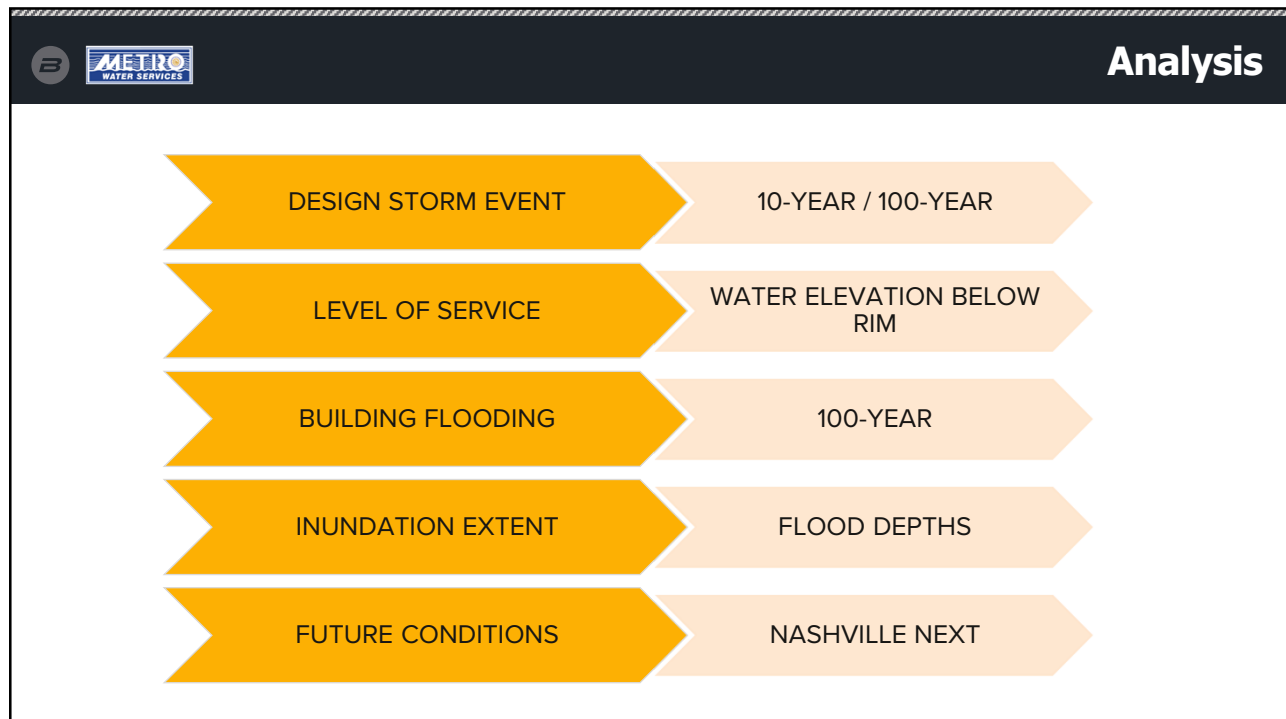 B
METRO
WATER SERVICES
Analysis
DESIGN STORM EVENT
10-YEAR / 100-YEAR
LEVEL OF SERVICE
WATER ELEVATION BELOW
RIM
BUILDING FLOODING
100-YEAR
INUNDATION EXTENT
FLOOD DEPTHS
FUTURE CONDITIONS
NASHVILLE NEXT